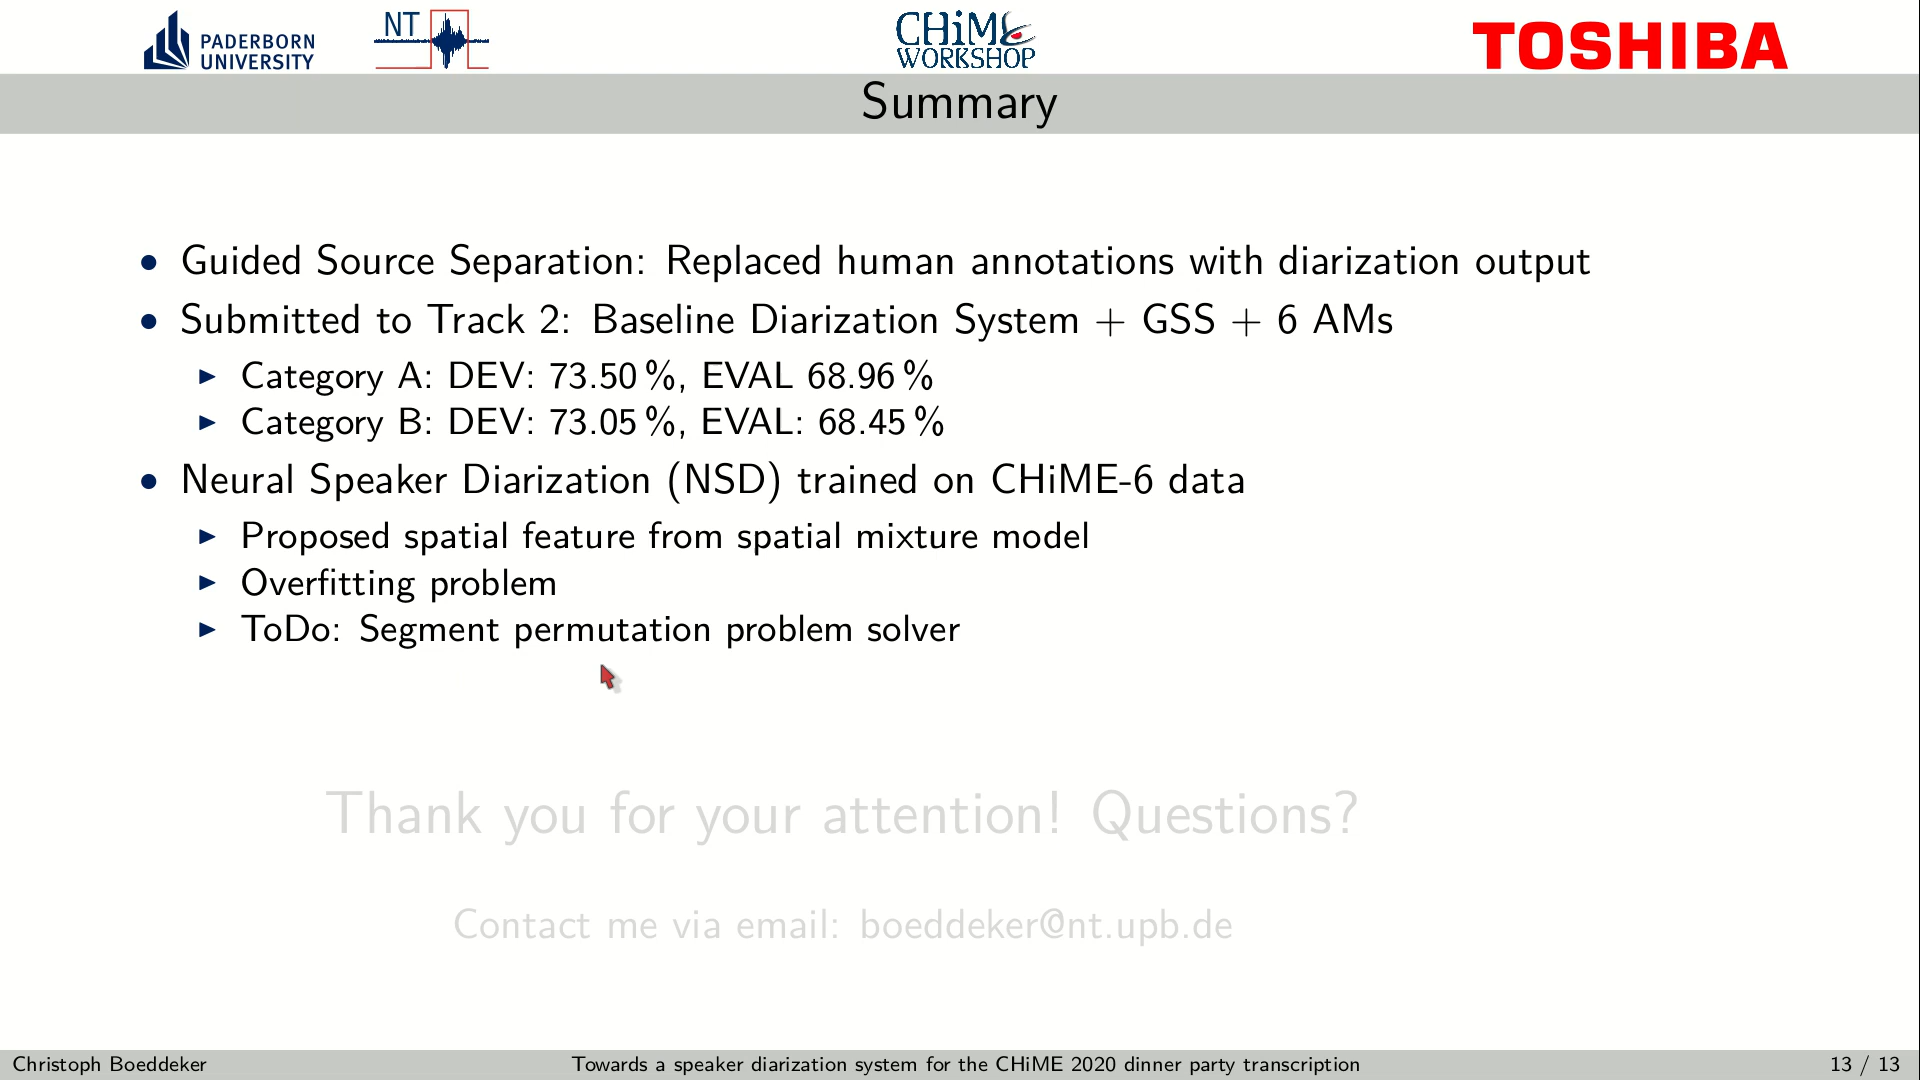 PADERBORN
UNIVERSITY
NT
CHiME
WORKSHOP
TOSHIBA
Summary
• Guided Source Separation: Replaced human annotations with diarization output
• Submitted to Track 2: Baseline Diarization System + GSS + 6 AMs
▶ Category A: DEV: 73.50 %, EVAL 68.96 %
▶ Category B: DEV: 73.05 %, EVAL: 68.45 %
• Neural Speaker Diarization (NSD) trained on CHiME-6 data
▶ Proposed spatial feature from spatial mixture model
▶ Overfitting problem
▶ ToDo: Segment permutation problem solver
Thank you for your attention! Questions?
Contact me via email: boeddeker@nt.upb.de
Christoph Boeddeker
Towards a speaker diarization system for the CHiME 2020 dinner party transcription
13 / 13